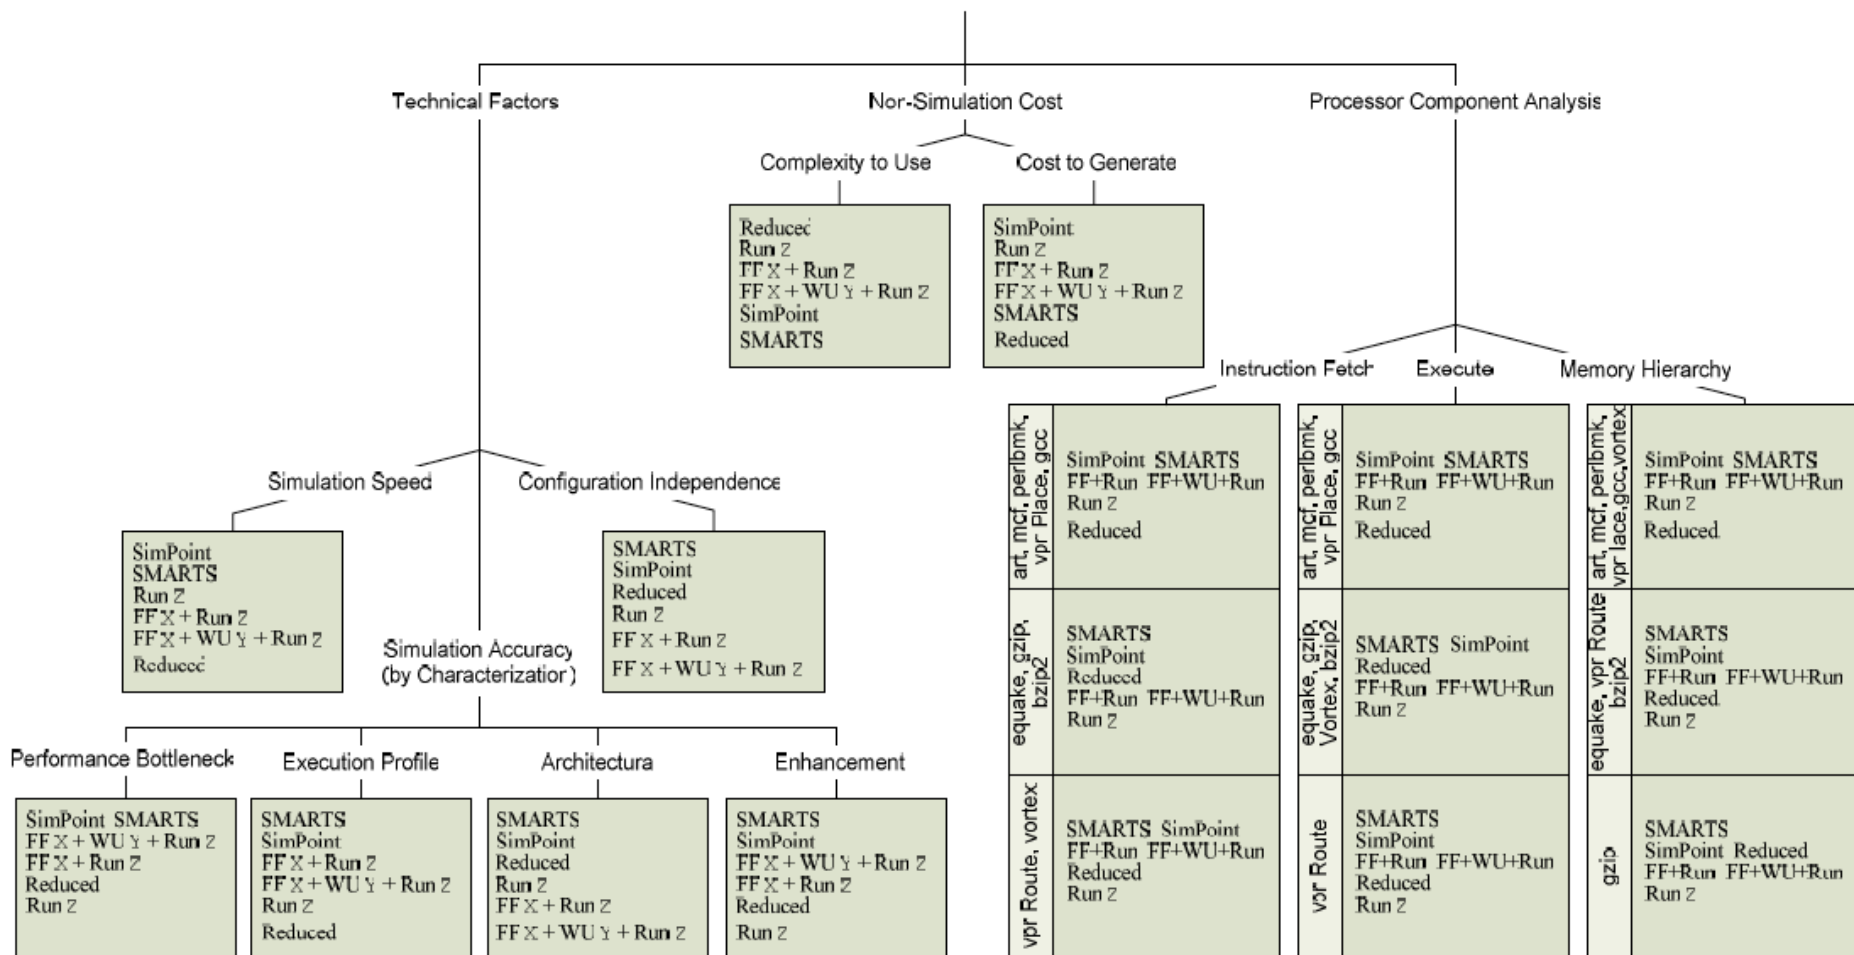 Technical Factors
Nor-Simulation Cost
Processor Component Analysis
Complexity to Use
Cost to Generate
Reduced
Run Z
FF X + Run Z
FF X + WU Y + Run Z
SimPoint
SMARTS
SimPoint
Run Z
FF X + Run Z
FF X + WU Y + Run Z
SMARTS
Reduced
Instruction Fetch
Execute
Memory Hierarchy
art, mcf, perlbmk,
vpr Place, gcc
SimPoint SMARTS
FF+Run FF+WU+Run
Run Z
Reduced
art, mcf, perlbmk,
vpr Place, gcc
SimPoint SMARTS
FF+Run FF+WU+Run
Run Z
Reduced
art, mcf, perlbmk,
vpr lace,gcc,vortex
SimPoint SMARTS
FF+Run FF+WU+Run
Run Z
Reduced
Simulation Speed
Configuration Independence
SimPoint
SMARTS
Run Z
FF X + Run Z
FF X + WU Y + Run Z
Reduced
SMARTS
SimPoint
Reduced
Run Z
FF X + Run Z
FF X + WU Y + Run Z
Simulation Accuracy
(by Characterization)
equake, gzip,
bzip2
SMARTS
SimPoint
Reduced
FF+Run FF+WU+Run
Run Z
equake, gzip,
Vortex, bzip2
SMARTS SimPoint
Reduced
FF+Run FF+WU+Run
Run Z
equake, vpr Route
bzip2
SMARTS
SimPoint
FF+Run FF+WU+Run
Reduced
Run Z
Performance Bottleneck
Execution Profile
Architectura
Enhancement
SimPoint SMARTS
FF X + WU Y + Run Z
FF X + Run Z
Reduced
Run Z
SMARTS
SimPoint
FF X + Run Z
FF X + WU Y + Run Z
Run Z
Reduced
SMARTS
SimPoint
Reduced
Run Z
FF X + Run Z
FF X + WU Y + Run Z
SMARTS
SimPoint
FF X + WU Y + Run Z
FF X + Run Z
Reduced
Run Z
vpr Route, vortex
SMARTS SimPoint
FF+Run FF+WU+Run
Reduced
Run Z
vpr Route
SMARTS
SimPoint
FF+Run FF+WU+Run
Reduced
Run Z
gzip
SMARTS
SimPoint Reduced
FF+Run FF+WU+Run
Run Z